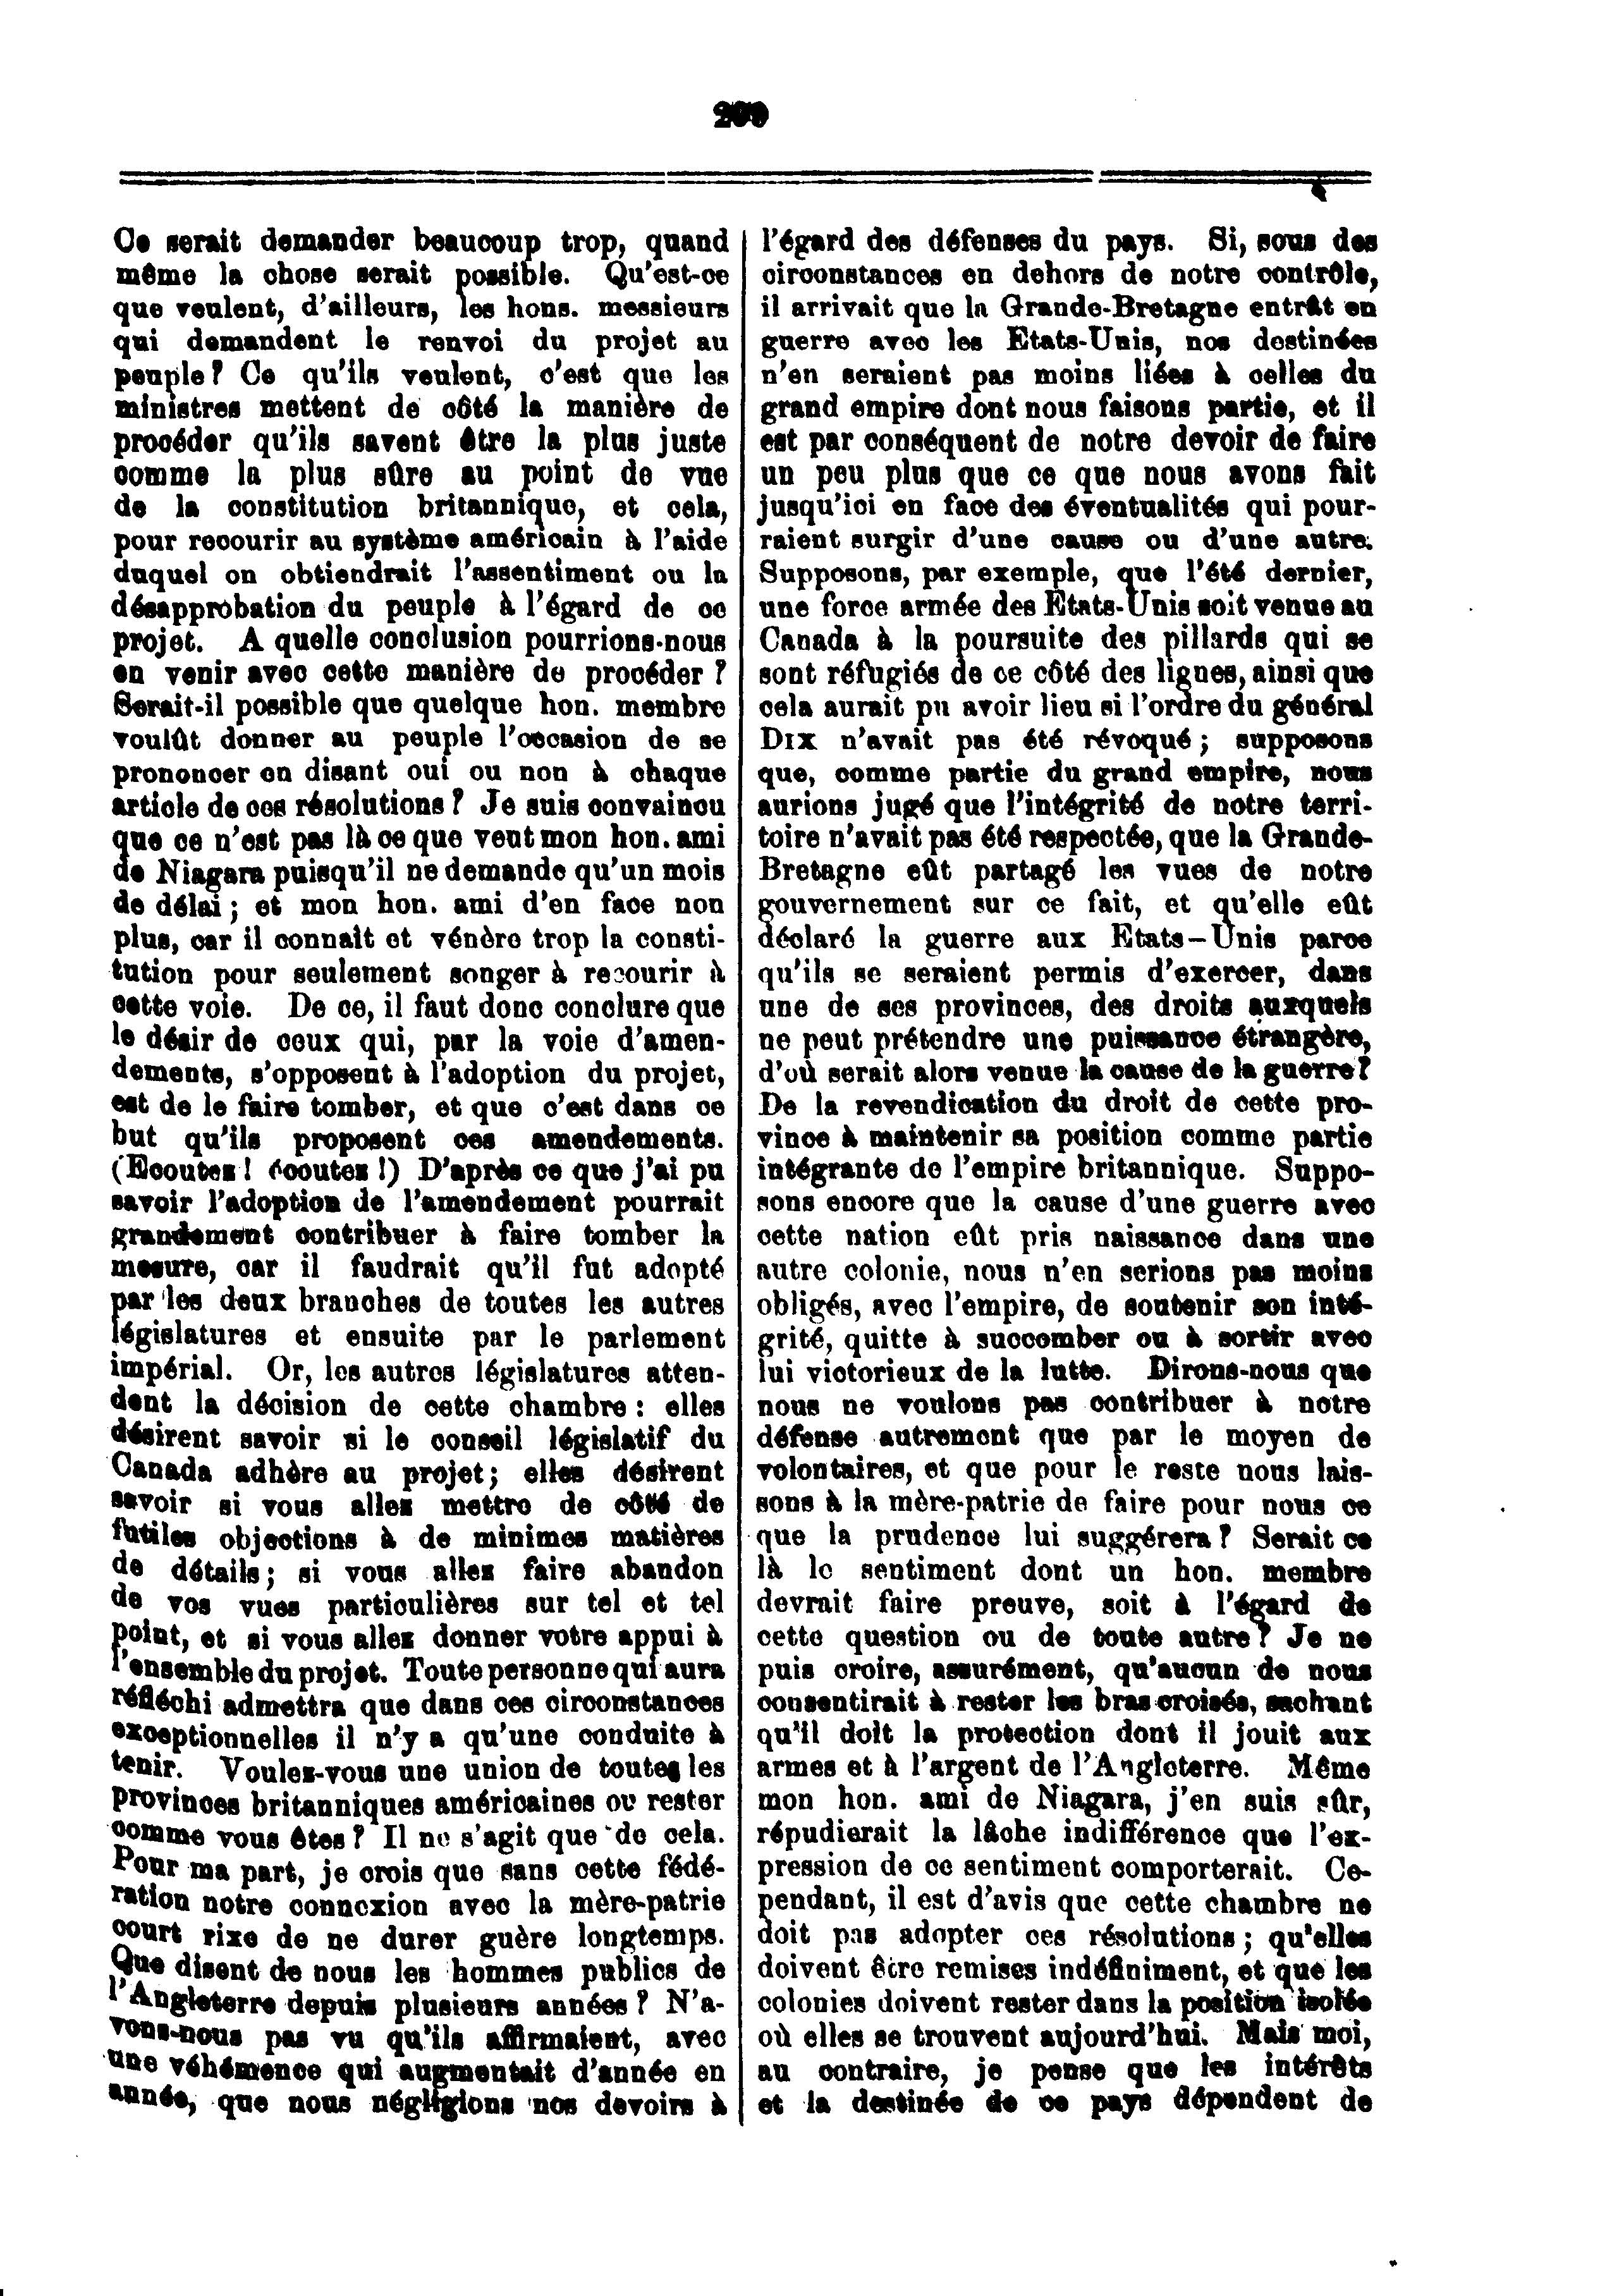 Ce serait demander beaucoup trop, quand
même la chose serait possible. Qu'est-ce
que veulent, d'ailleurs, les hons. messieurs
qui demandent le renvoi du projet au
peuple? Ce qu'ils veulent, c'est que les
ministres mettent de côté la manière de
procéder qu'ils savent être la plus juste
comme la plus sûre au point de vue
de la constitution britannique, et cela,
pour recourir au système américain à l'aide
duquel on obtiendrait l'assentiment ou la
désapprobation du peuple à l'égard de ce
projet. A quelle conclusion pourrions-nous
en venir avec cette manière de procéder?
Serait-il possible que quelque hon. membre
voulût donner au peuple l'occasion de se
prononcer en disant oui ou non à chaque
article de ces résolutions? Je suis convaincu
que ce n'est pas là ce que veut mon hon. ami
de Niagara puisqu'il ne demande qu'un mois
de délai; et mon hon. ami d'en face non
plus, car il connait et vénère trop la consti-
tution pour seulement songer à recourir à
cette voie. De ce, il faut donc conclure que
le désir de ceux qui, par la voie d'amen-
dements, s'opposent à l'adoption du projet,
est de le faire tomber, et que c'est dans ce
but qu'ils proposent ces amendements.
(Ecoutez! écoutez!) D'après ce que j'ai pu
savoir l'adoption de l'amendement pourrait
grandement contribuer à faire tomber la
mesure, car il faudrait qu'il fut adopté
par les deux branches de toutes les autres
législatures et ensuite par le parlement
impérial. Or, les autres législatures atten-
dent la décision de cette chambre: elles
désirent savoir si le conseil législatif du
Canada adhère au projet; elles désirent
savoir si vous allez mettre de côté de
futiles objections à de minimes matières
de détails; si vous allez faire abandon
de vos vues particulières sur tel et tel
point, et si vous allez donner votre appui à
l'ensemble du projet. Toute personne qui aura
réfléchi admettra que dans ces circonstances
exceptionnelles il n'y a qu'une conduite à
tenir. Voulez-vous une union de toutes les
provinces britanniques américaines ou rester
comme vous êtes? Il ne s'agit que de cela.
Pour ma part, je crois que sans cette fédé-
ration notre connexion avec la mère-patrie
court rixe de ne durer guère longtemps.
Que disent de nous les hommes publics de
l'Angleterre depuis plusieurs années? N'a-
vons-nous pas vu qu'ils affirmaient, avec
une véhémence qui augmentait d'année en
année, que nous négligions nos devoirs à
l'égard des défenses du pays. Si, sous des
circonstances en dehors de notre contrôle,
il arrivait que la Grande-Bretagne entrât en
guerre avec les Etats-Unis, nos destinées
n'en seraient pas moins liées à celles du
grand empire dont nous faisons partie, et il
est par conséquent de notre devoir de faire
un peu plus que ce que nous avons fait
jusqu'ici en face des éventualités qui pour-
raient surgir d'une cause ou d'une autre.
Supposons, par exemple, que l'été dernier,
une force armée des Etats-Unis soit venue au
Canada à la poursuite des pillards qui se
sont réfugiés de ce côté des lignes, ainsi que
cela aurait pu avoir lieu si l'ordre du général
DIX n'avait pas été révoqué; supposons
que, comme partie du grand empire, nous
aurions jugé que l'intégrité de notre terri-
toire n'avait pas été respectée, que la Grande-
Bretagne eût partagé les vues de notre
gouvernement sur ce fait, et qu'elle eût
déclaré la guerre aux Etats-Unis parce
qu'ils se seraient permis d'exercer, dans
une de ses provinces, des droits auxquels
ne peut prétendre une puissance étrangère,
d'où serait alors venue la cause de la guerre?
De la revendication du droit de cette pro-
vince à maintenir sa position comme partie
intégrante de l'empire britannique. Suppo-
sons encore que la cause d'une guerre avec
cette nation eût pris naissance dans une
autre colonie, nous n'en serions pas moins
obligés, avec l'empire, de soutenir son inté-
grité, quitte à succomber ou à sortir avec
lui victorieux de la lutte. Dirons-nous que
nous ne voulons pas contribuer à notre
défense autrement que par le moyen de
volontaires, et que pour le reste nous lais-
sons à la mère-patrie de faire pour nous ce
que la prudence lui suggérera? Serait ce
là le sentiment dont un hon. membre
devrait faire preuve, soit à l'égard de
cette question ou de toute autre? Je ne
puis croire, assurément, qu'aucun de nous
consentirait à rester les bras croisés, sachant
qu'il doit la protection dont il jouit aux
armes et à l'argent de l'Angleterre. Même
mon hon. ami de Niagara, j'en suis sûr,
répudierait la lâche indifférence que l'ex-
pression de ce sentiment comporterait. Ce-
pendant, il est d'avis que cette chambre ne
doit pas adopter ces résolutions; qu'elles
doivent être remises indéfiniment, et que les
colonies doivent rester dans la position isolée
où elles se trouvent aujourd'hui. Mais moi,
au contraire, je pense que les intérêts
et la destinée de ce pays dépendent de